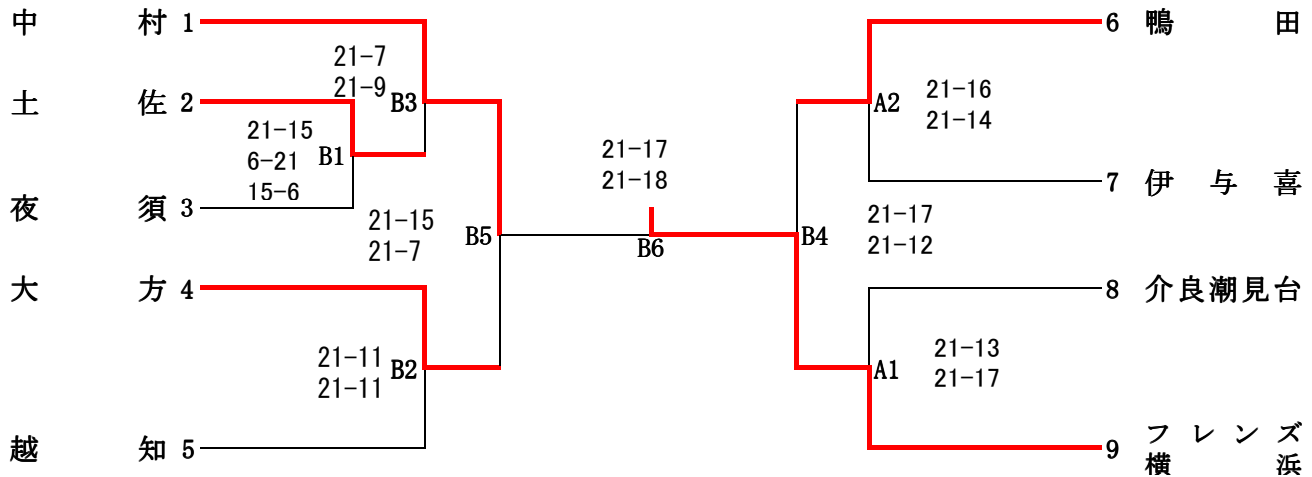 中村 1
21-7
21-9
B3
土佐 2
21-15
6-21
15-6
B1
夜須 3
21-15
21-7
B5
大方 4
21-11
21-11
B2
越知 5
21-17
21-18
B6
6 鴨田
A2
21-16
21-14
7 伊与喜
B4
21-17
21-12
8 介良潮見台
A1
21-13
21-17
9 フレンズ
横浜